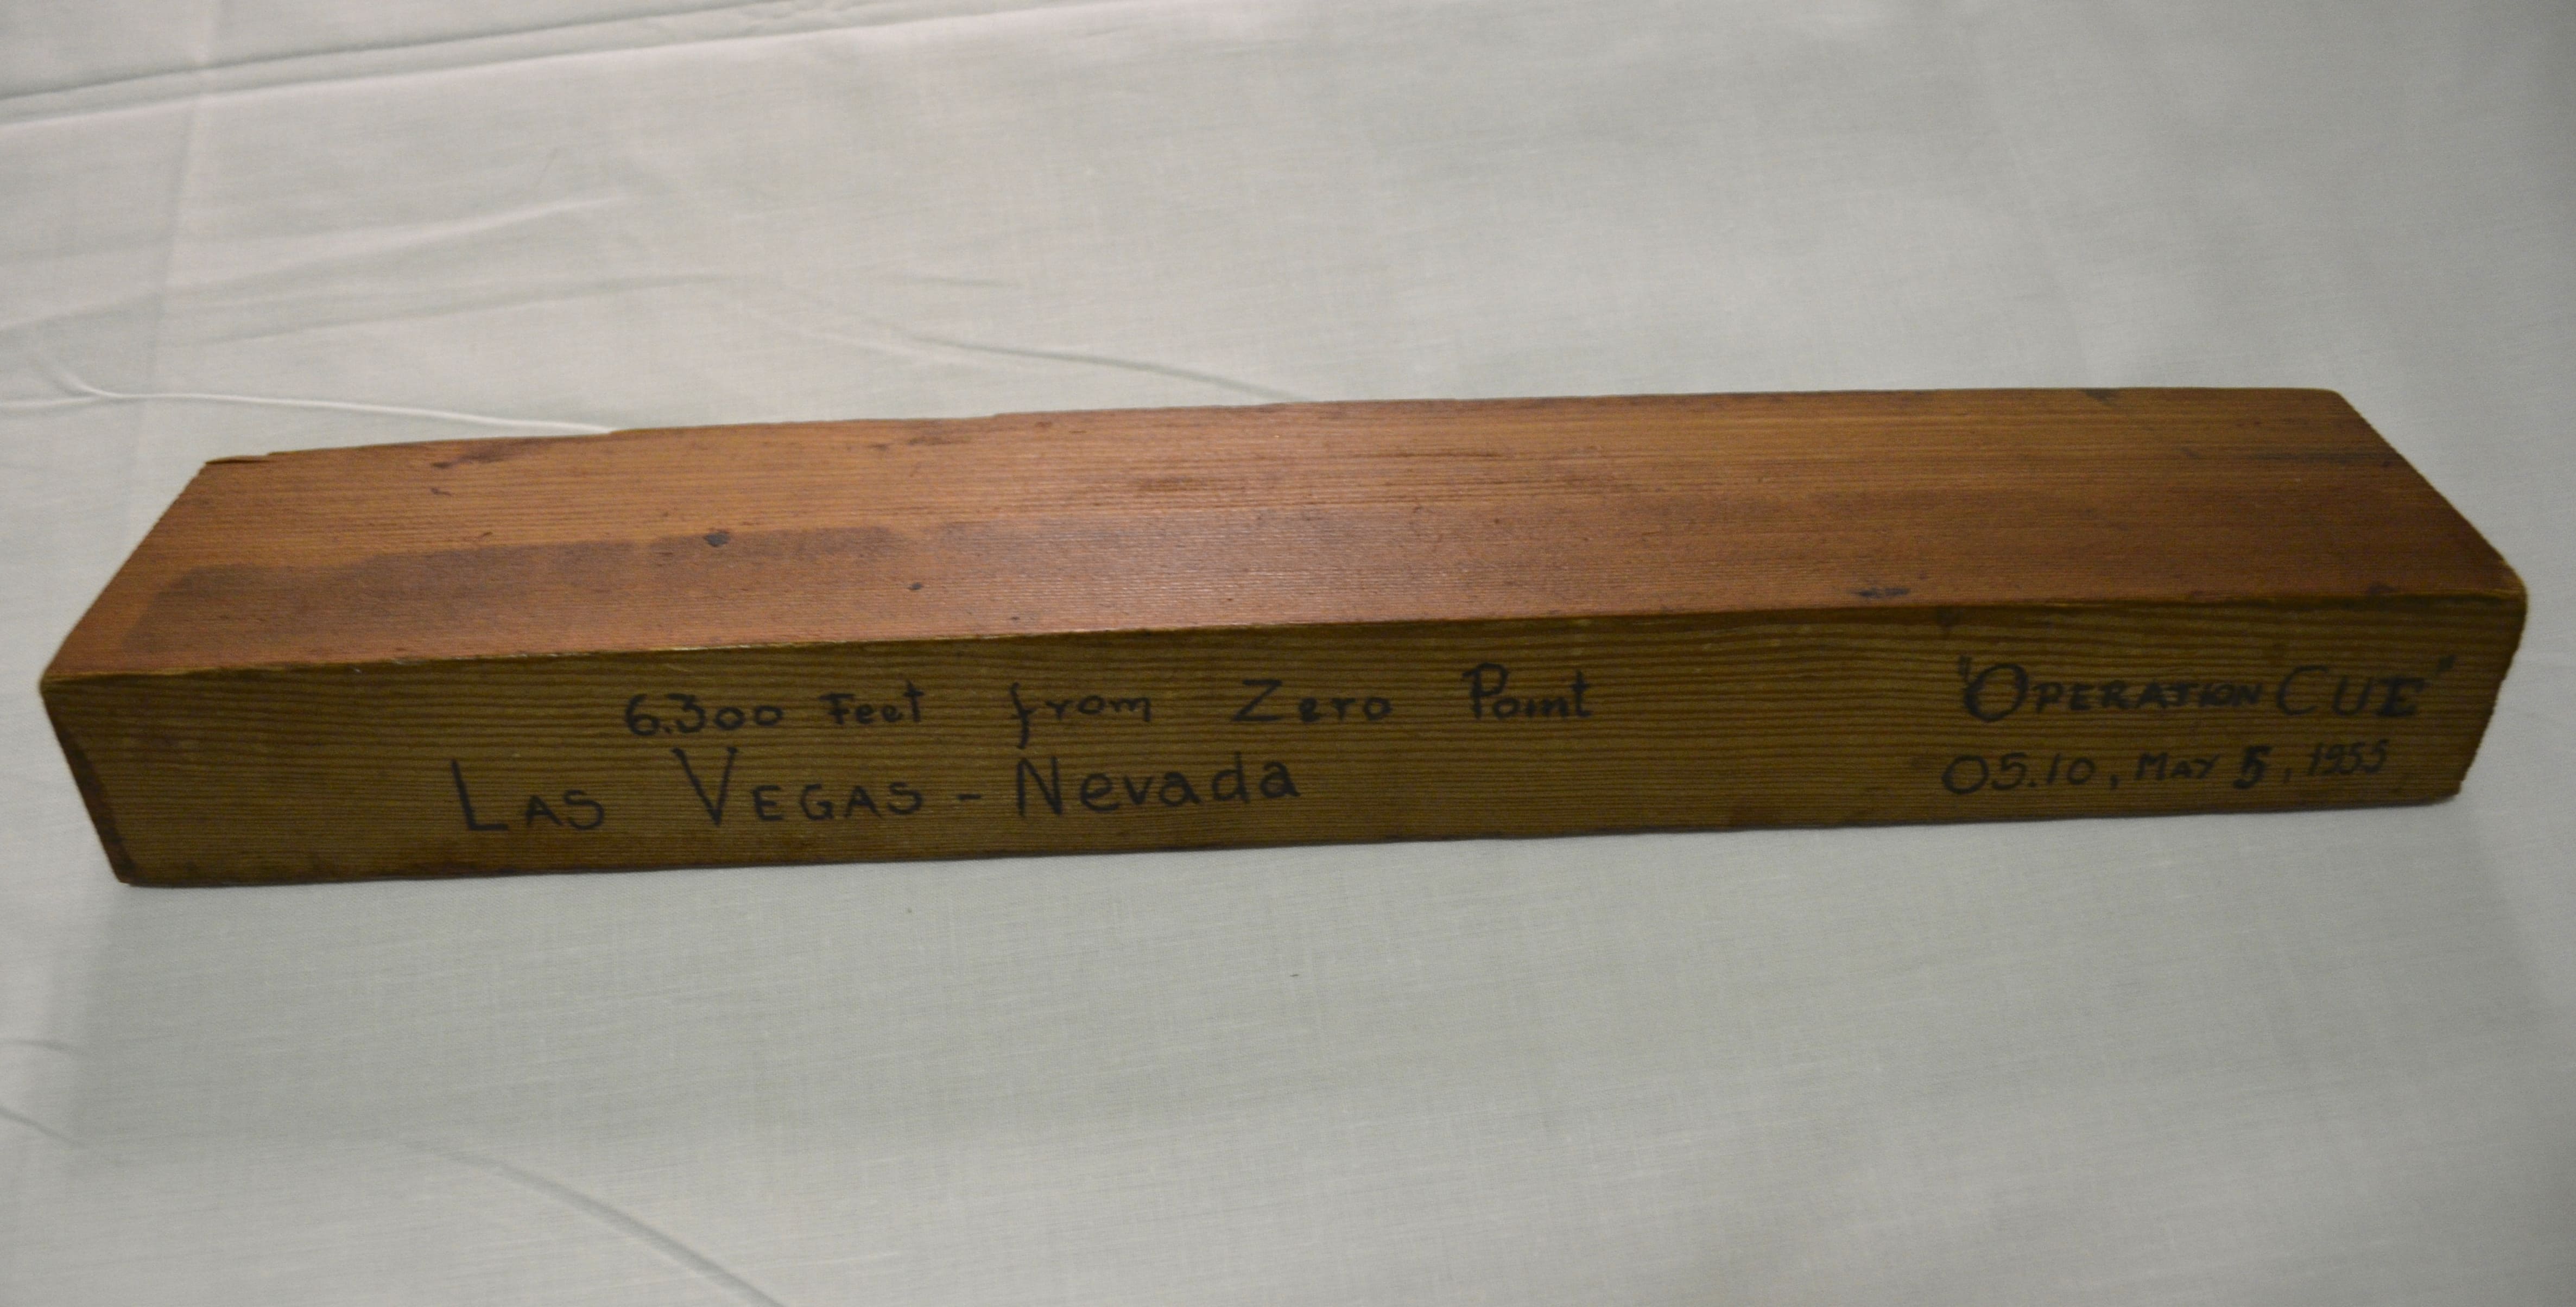 6.300 Feet from Zero Point
Las Vegas - Nevada
"Operation Cue"
05.10, May 5, 1955